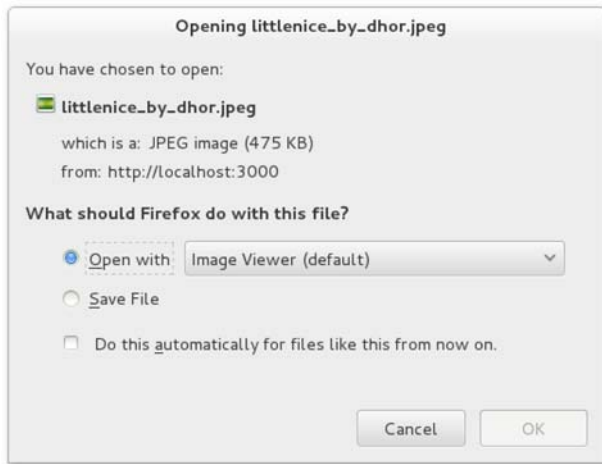 Opening littlenice_by_dhor.jpeg
You have chosen to open:
littlenice_by_dhor.jpeg
which is a: JPEG image (475 KB)
from: http://localhost:3000
What should Firefox do with this file?
Open with Image Viewer (default)
Save File
Do this automatically for files like this from now on.
Cancel OK